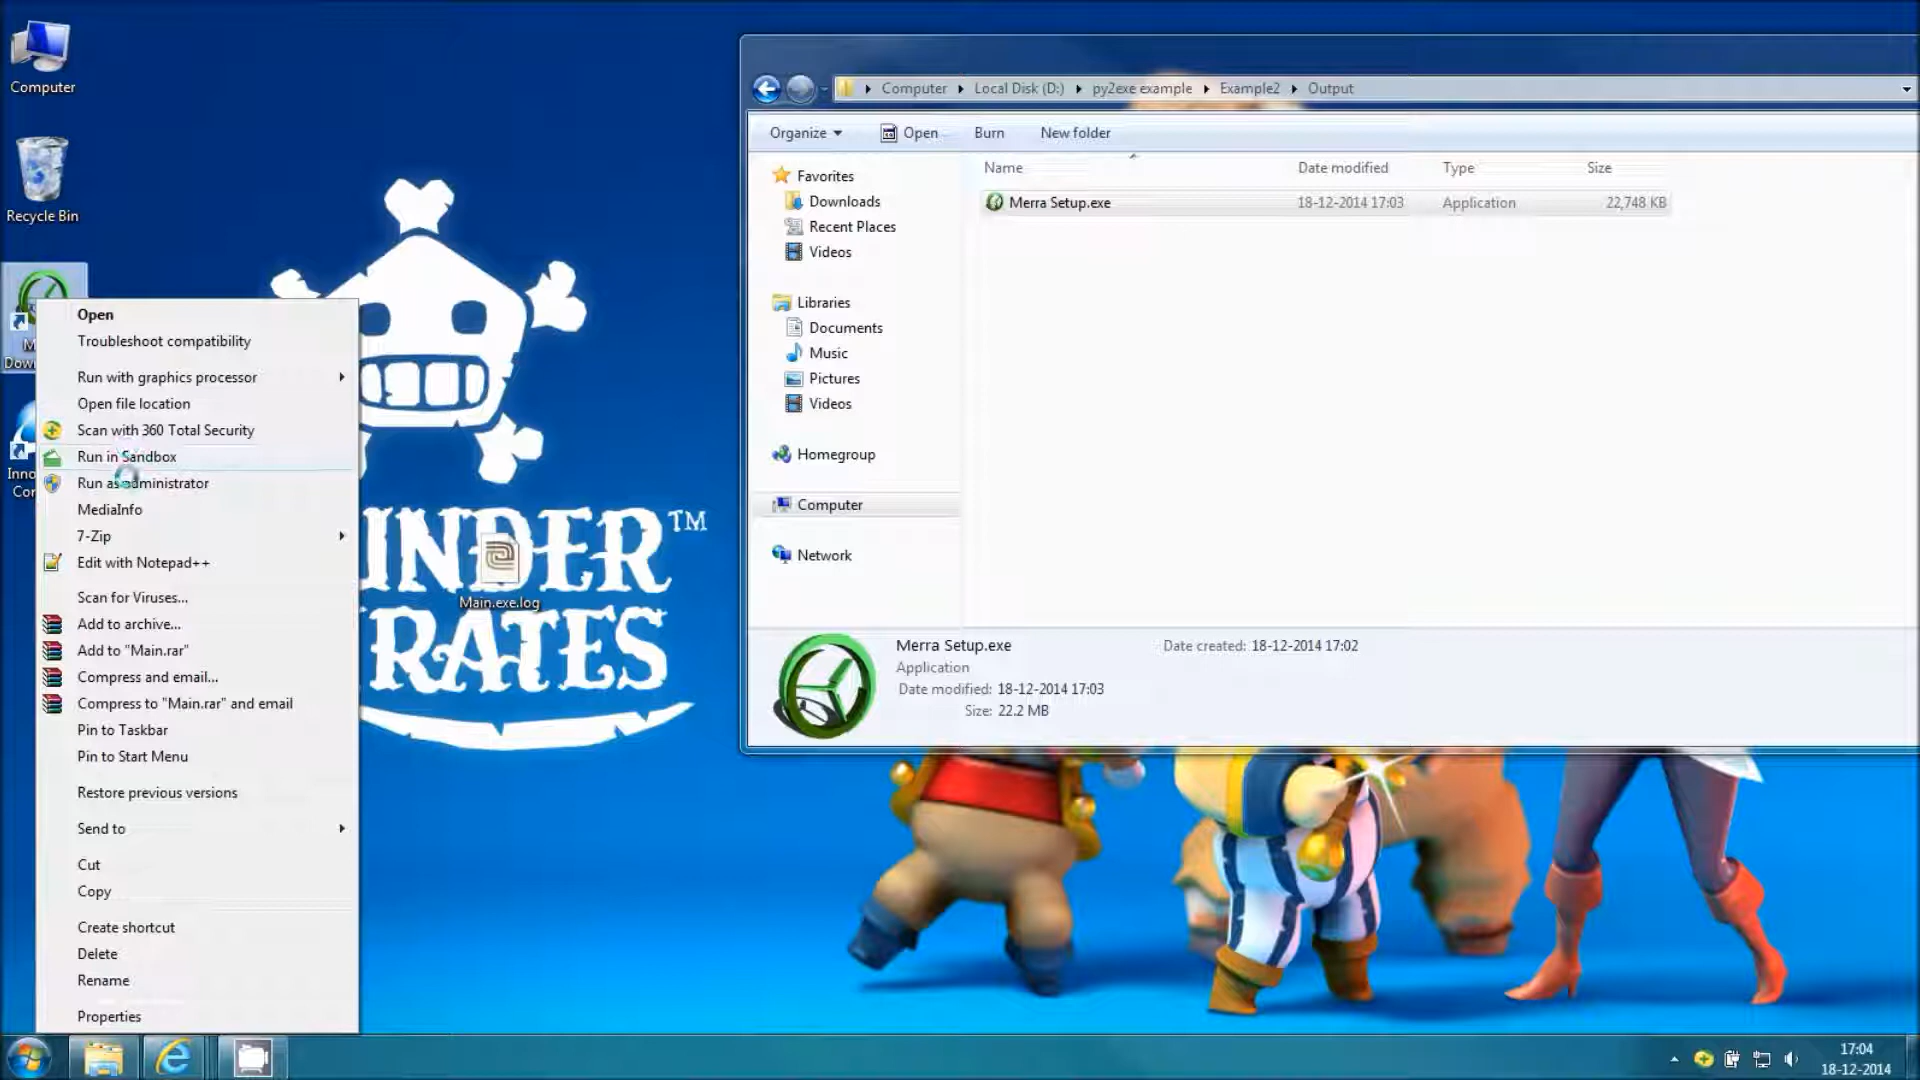 Computer
Recycle Bin
M
Dow
Inno
Co
Open
Troubleshoot compatibility
Run with graphics processor
Open file location
Scan with 360 Total Security
Run in Sandbox
Run as administrator
MediaInfo
7-Zip
Edit with Notepad++
Scan for Viruses...
Add to archive...
Add to "Main.rar"
Compress and email...
Compress to "Main.rar" and email
Pin to Taskbar
Pin to Start Menu
Restore previous versions
Send to
Cut
Copy
Create shortcut
Delete
Rename
Properties
INDER™
RATES
Main.exe.log
Computer Local Disk (D:) py2exe example Example2 Output
Organize Open Burn New folder
Favorites
Downloads
Recent Places
Videos
Libraries
Documents
Music
Pictures
Videos
Homegroup
Computer
Network
Name Date modified Type Size
Merra Setup.exe 18-12-2014 17:03 Application 22,748 KB
Merra Setup.exe Date created: 18-12-2014 17:02
Application
Date modified: 18-12-2014 17:03
Size: 22.2 MB
17:04
18-12-2014